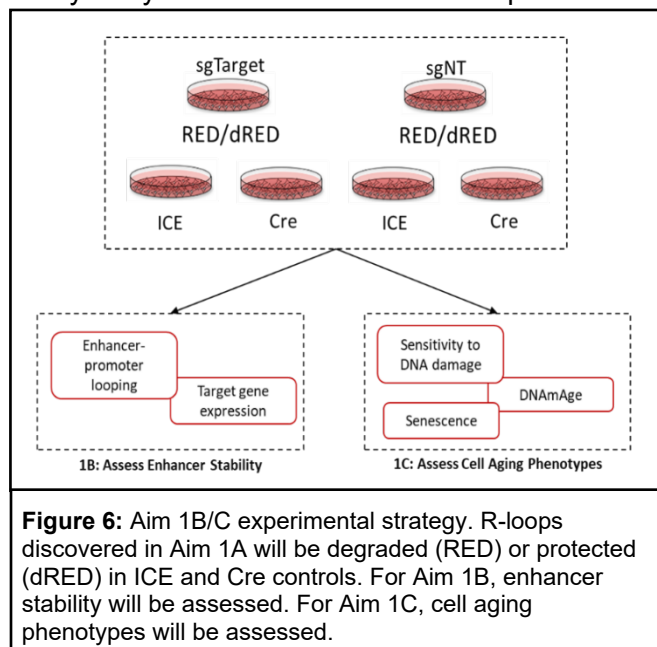 sgTarget sgNT
RED/dRED RED/dRED
ICE Cre ICE Cre
Enhancer-
promoter
looping
Target gene
expression
1B: Assess Enhancer Stability
Sensitivity to
DNA damage
DNAmAge
Senescence
1C: Assess Cell Aging Phenotypes
Figure 6: Aim 1B/C experimental strategy. R-loops
discovered in Aim 1A will be degraded (RED) or protected
(dRED) in ICE and Cre controls. For Aim 1B, enhancer
stability will be assessed. For Aim 1C, cell aging
phenotypes will be assessed.